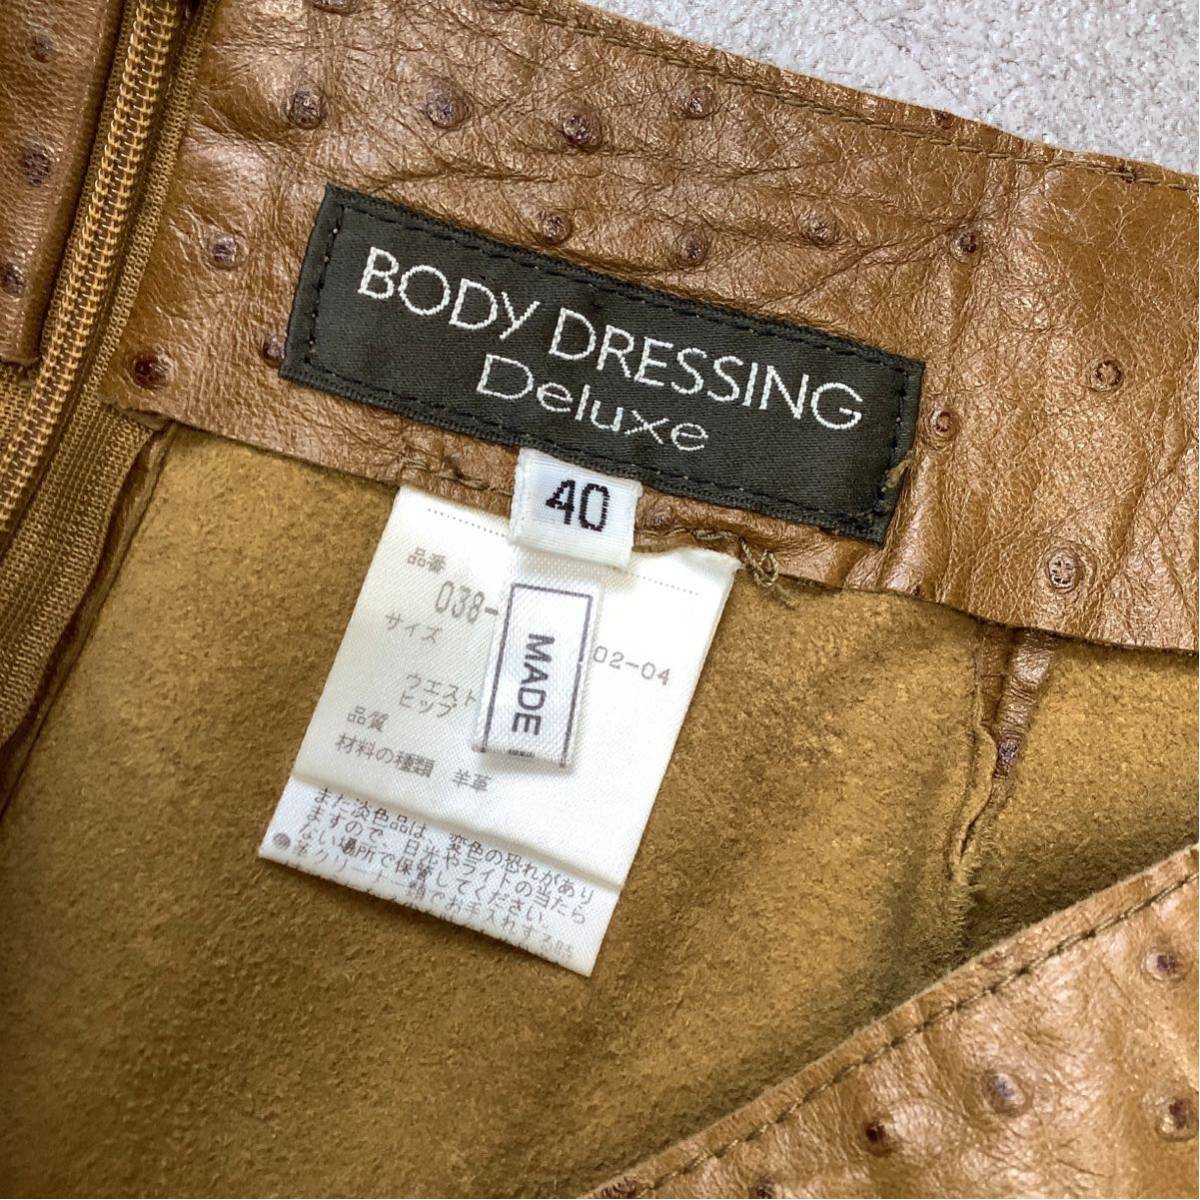 BODY DRESSING
Deluxe
40
品番
038-
02-04
サイズ
MADE
ウエスト
ヒップ
品質
材料の種類 羊革
また淡色品は、変色の恐れがあり
ますので、日光やライトの当たら
ない場所で保管してください。